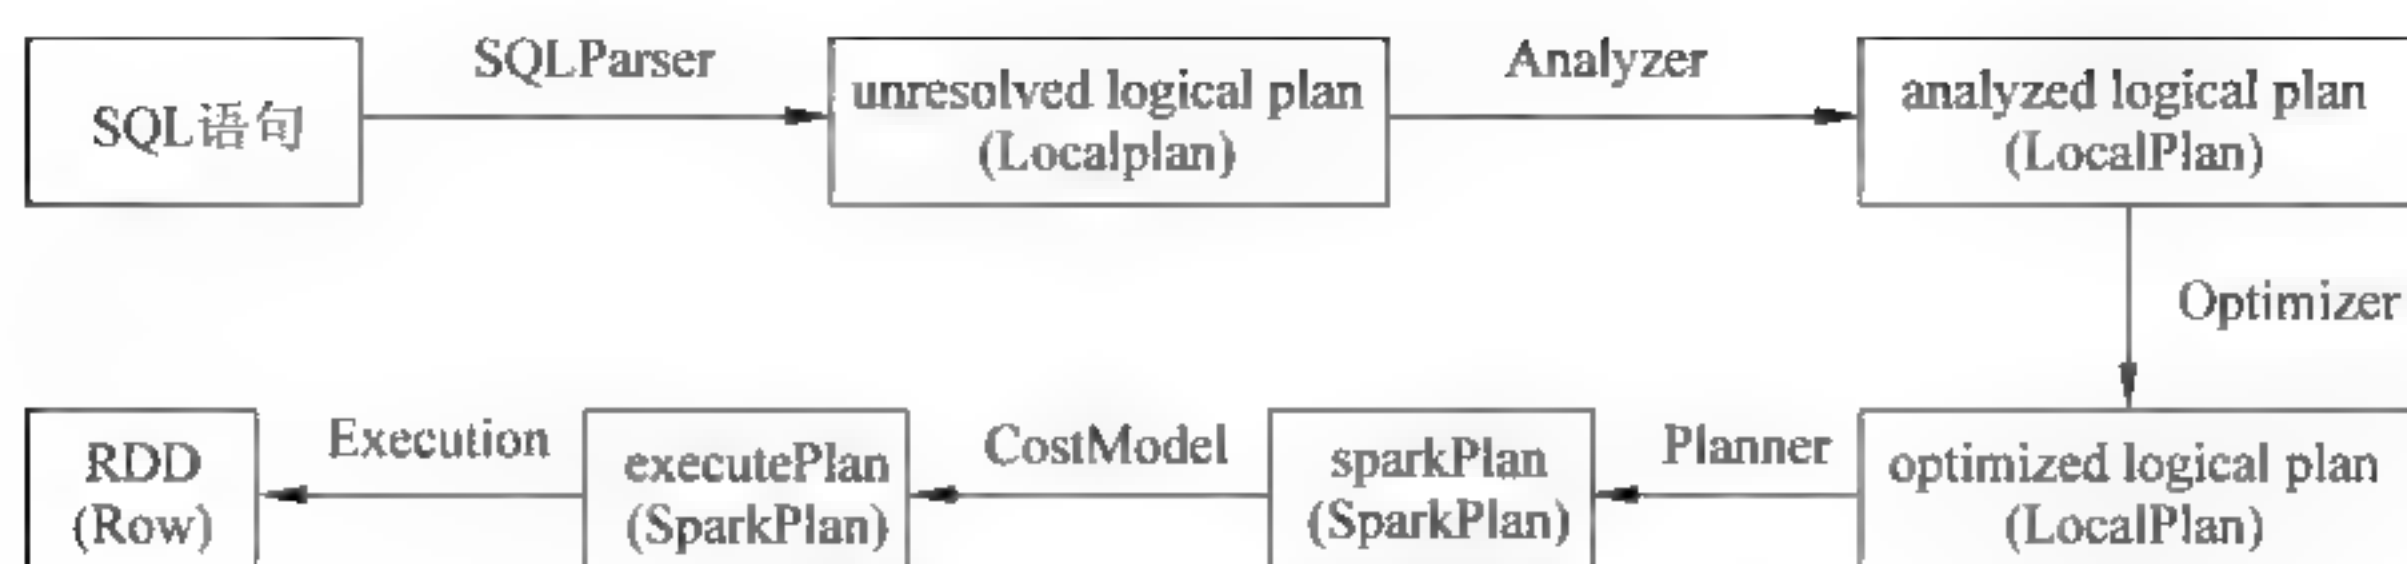 SQL语句
SQLParser
unresolved logical plan
(Localplan)
Analyzer
analyzed logical plan
(LocalPlan)
Optimizer
optimized logical plan
(LocalPlan)
Planner
sparkPlan
(SparkPlan)
CostModel
executePlan
(SparkPlan)
Execution
RDD
(Row)